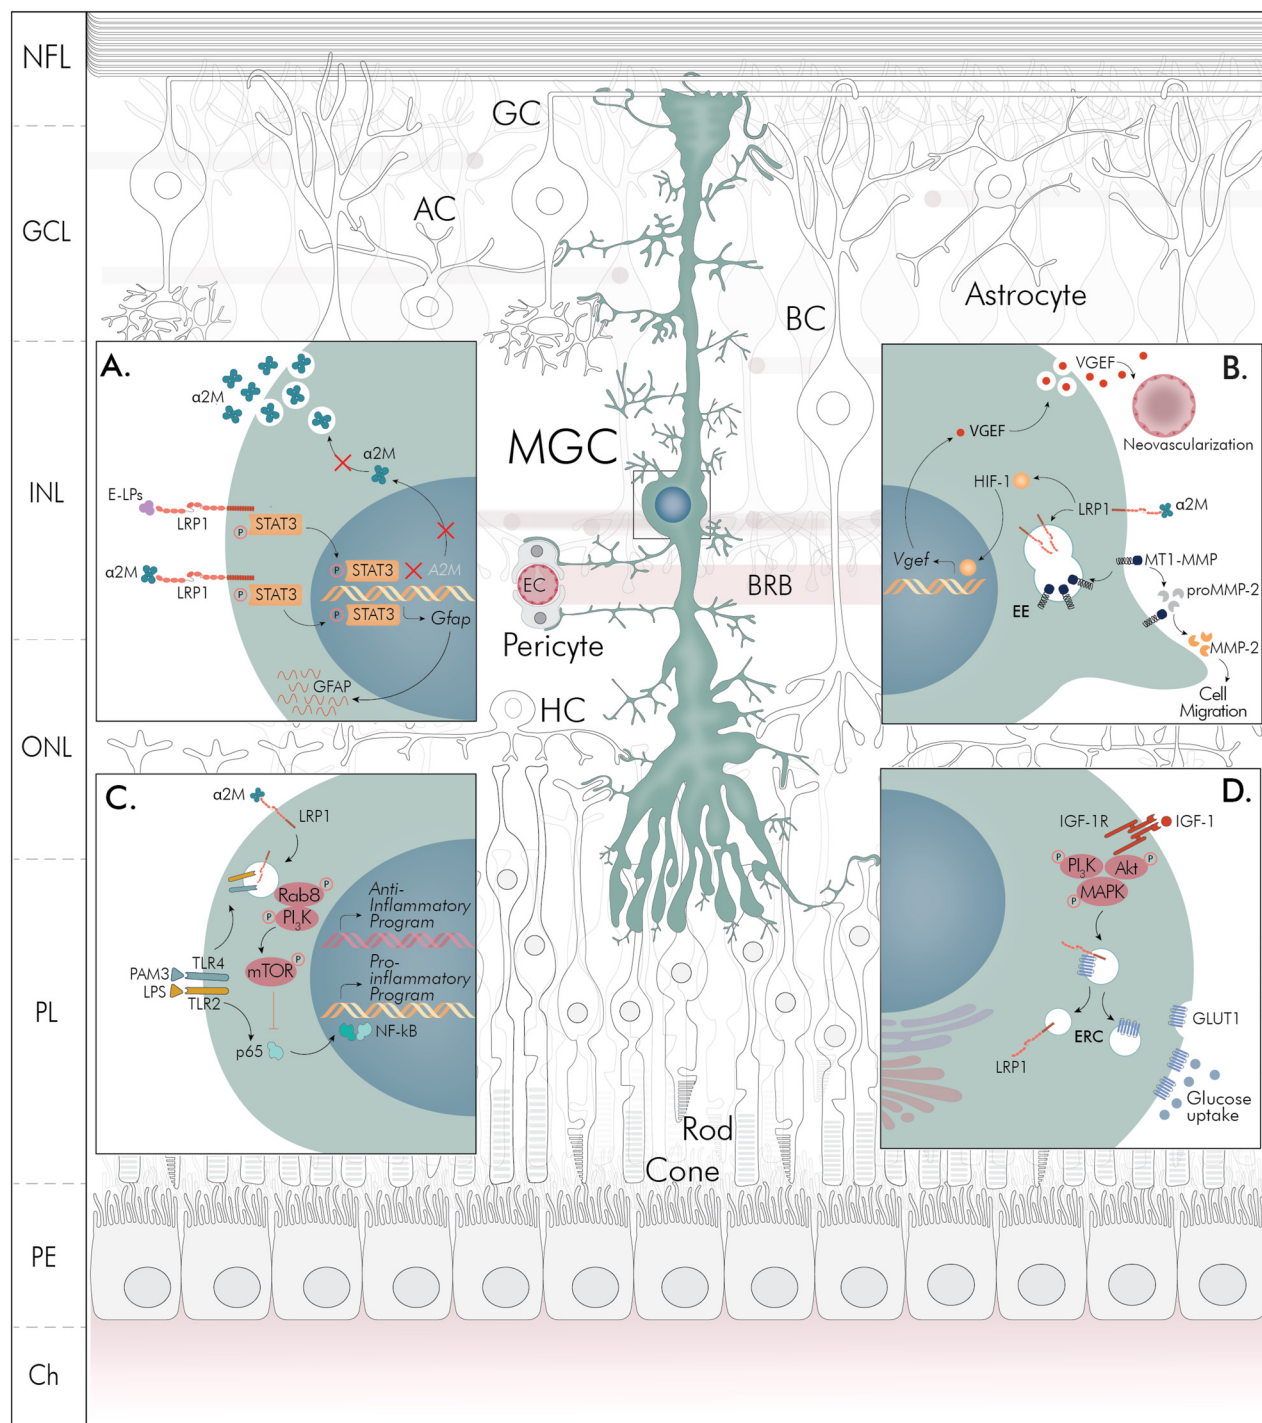 NFL
GCL
INL
ONL
PL
PE
Ch
GC
AC
BC
Astrocyte
MGC
EC
Pericyte
BRB
HC
Rod
Cone
A.
α2M
α2M
E-LPs
LRP1
P
STAT3
α2M
LRP1
P
STAT3
P
STAT3
A2M
P
STAT3
Gfap
GFAP
B.
VGEF
VGEF
Neovascularization
HIF-1
LRP1
α2M
Vgef
MT1-MMP
proMMP-2
EE
MMP-2
Cell
Migration
C.
α2M
LRP1
Rab8
P
PI3K
P
mTOR
P
Anti-
Inflammatory
Program
Pro-
inflammatory
Program
PAM3
TLR4
LPS
TLR2
p65
NF-kB
D.
IGF-1R
IGF-1
P
PI3K
Akt
P
MAPK
P
GLUT1
ERC
LRP1
Glucose
uptake